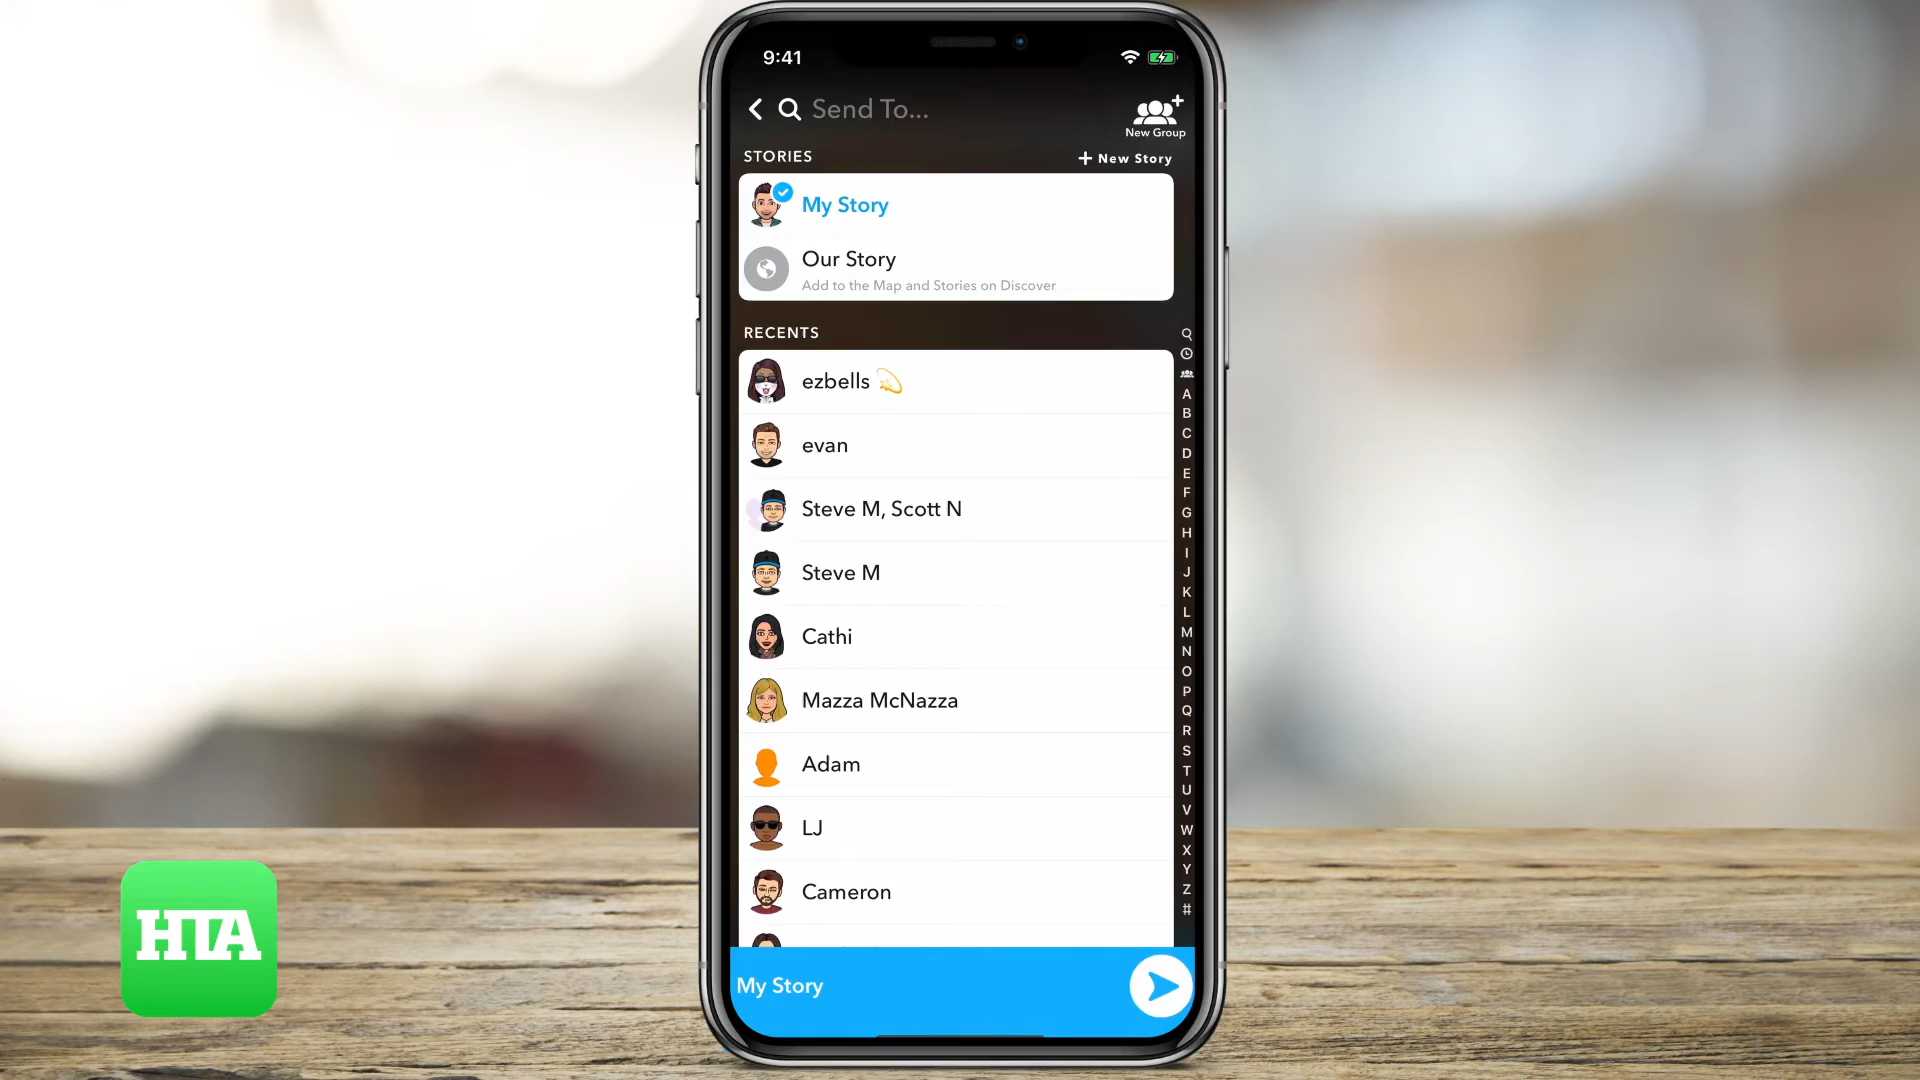 9:41
Send To...
New Group
STORIES
+ New Story
My Story
Our Story
Add to the Map and Stories on Discover
RECENTS
ezbells 💫
evan
Steve M, Scott N
Steve M
Cathi
Mazza McNazza
Adam
LJ
Cameron
A
B
C
D
E
F
G
H
I
J
K
L
M
N
O
P
Q
R
S
T
U
V
W
X
Y
Z
#
My Story
HTA